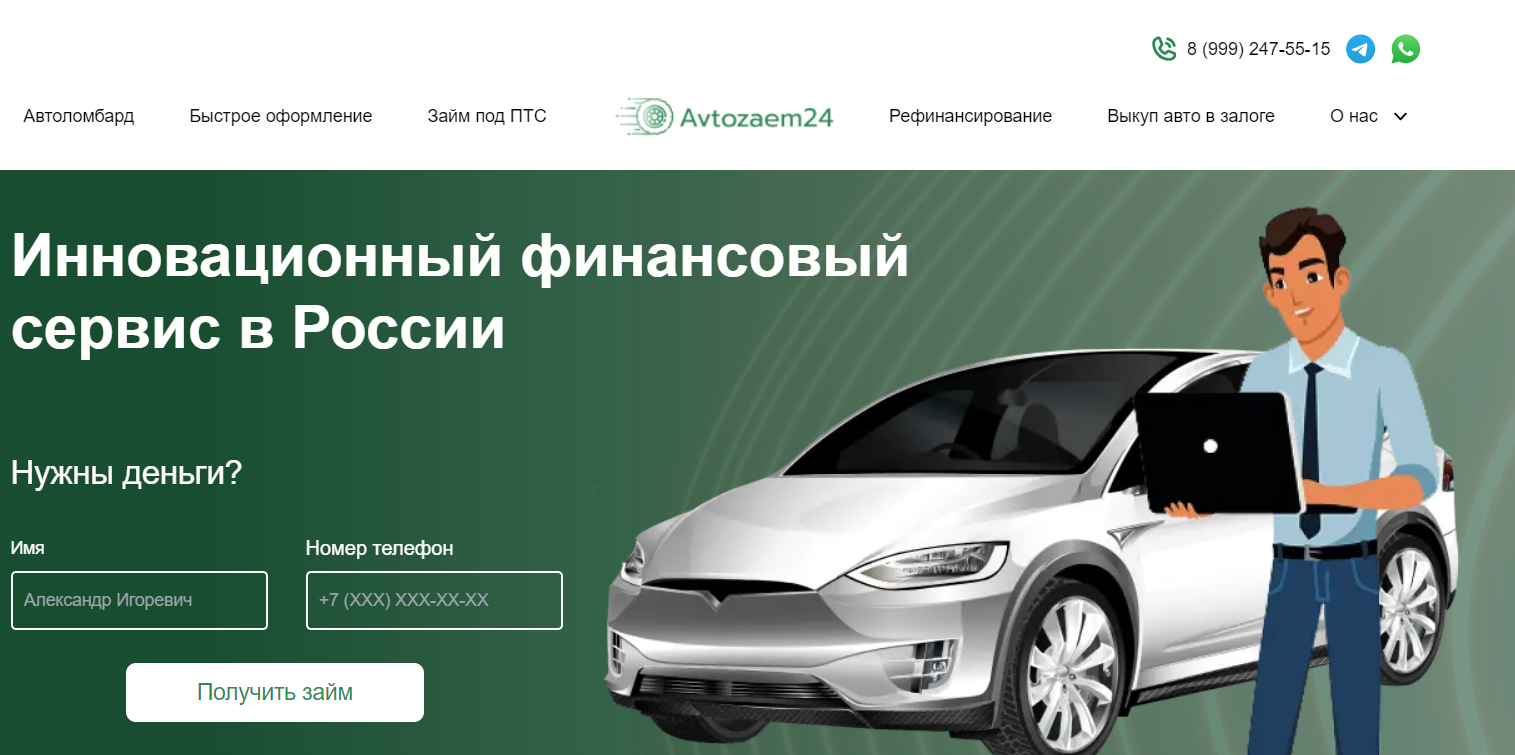 8 (999) 247-55-15
Автоломбард
Быстрое оформление
Займ под ПТС
Avtozaem24
Рефинансирование
Выкуп авто в залоге
О нас
Инновационный финансовый
сервис в России
Нужны деньги?
Имя
Номер телефон
Александр Игоревич
+7 (XXX) XXX-XX-XX
Получить займ